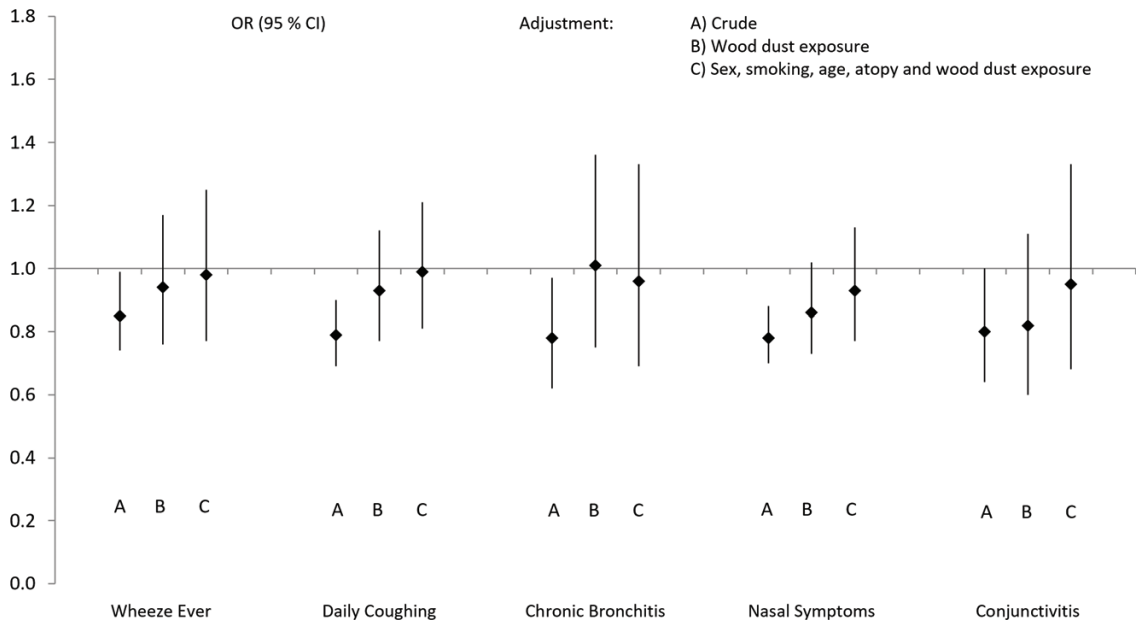 1.8
OR (95 % CI) Adjustment: A) Crude
B) Wood dust exposure
C) Sex, smoking, age, atopy and wood dust exposure
1.6
1.4
1.2
1.0
0.8
0.6
0.4
A B C A B C A B C A B C A B C
0.2
0.0
Wheeze Ever Daily Coughing Chronic Bronchitis Nasal Symptoms Conjunctivitis